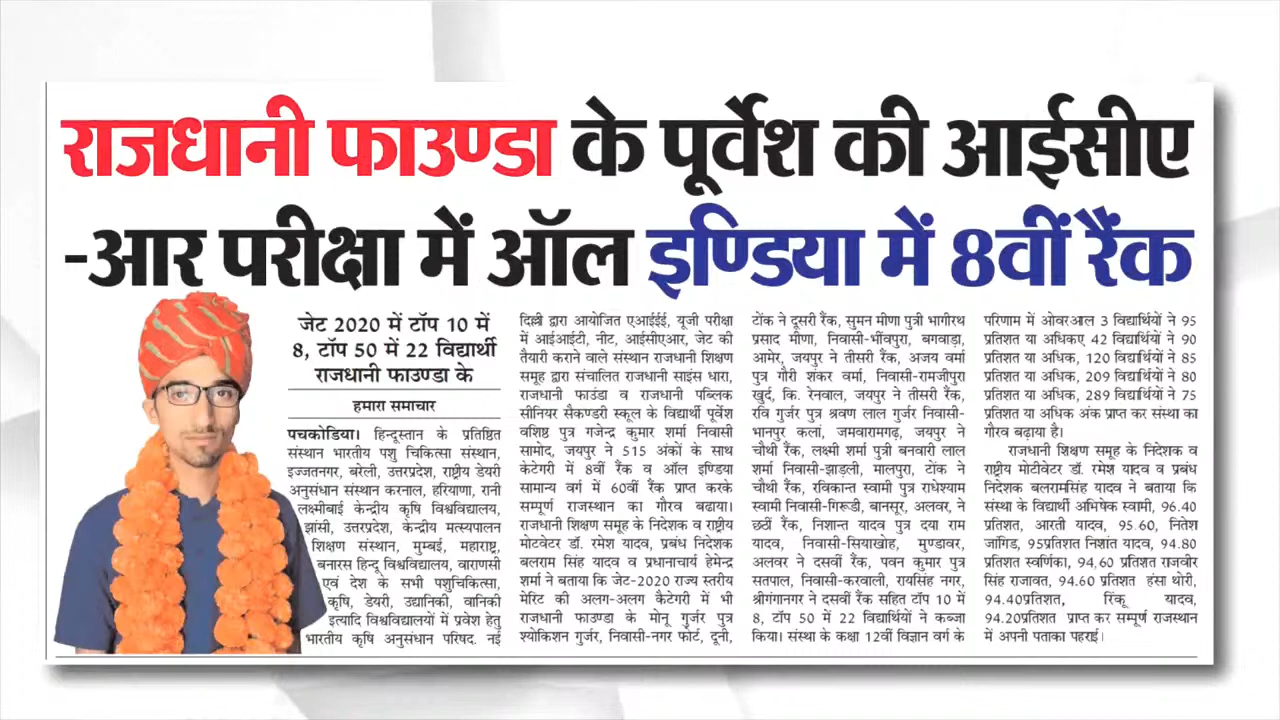 राजधानी फाउण्डा के पूर्वेश की आईसीए
-आर परीक्षा में ऑल इण्डिया में 8वीं रैंक
जेट 2020 में टॉप 10 में
8, टॉप 50 में 22 विद्यार्थी
राजधानी फाउण्डा के
हमारा समाचार
पचकोडिया। हिन्दूस्तान के प्रतिष्ठित
संस्थान भारतीय पशु चिकित्सा संस्थान,
इज्जतनगर, बरेली, उत्तरप्रदेश, राष्ट्रीय डेयरी
अनुसंधान संस्थान करनाल, हरियाणा, रानी
लक्ष्मीबाई केन्द्रीय कृषि विश्वविद्यालय,
झांसी, उत्तरप्रदेश, केन्द्रीय मत्स्यपालन
शिक्षण संस्थान, मुम्बई, महाराष्ट्र,
बनारस हिन्दू विश्वविद्यालय, वाराणसी
एवं देश के सभी पशुचिकित्सा,
कृषि, डेयरी, उद्यानिकी, वानिकी
इत्यादि विश्वविद्यालयों में प्रवेश हेतु
भारतीय कृषि अनुसंधान परिषद. नई
दिल्ली द्वारा आयोजित एआईईई, यूजी परीक्षा
में आईआईटी, नीट, आईसीएआर, जेट की
तैयारी कराने वाले संस्थान राजधानी शिक्षण
समूह द्वारा संचालित राजधानी साइंस धारा,
राजधानी फाउंडा व राजधानी पब्लिक
सीनियर सैकण्डरी स्कूल के विद्यार्थी पूर्वेश
वशिष्ठ पुत्र गजेन्द्र कुमार शर्मा निवासी
सामोद, जयपुर ने 515 अंकों के साथ
केटेगरी में 8वीं रैंक व ऑल इण्डिया
सामान्य वर्ग में 60वीं रैंक प्राप्त करके
सम्पूर्ण राजस्थान का गौरव बढाया।
राजधानी शिक्षण समूह के निदेशक व राष्ट्रीय
मोटवेटर डॉ. रमेश यादव, प्रबंध निदेशक
बलराम सिंह यादव व प्रधानाचार्य हेमेन्द्र
शर्मा ने बताया कि जेट-2020 राज्य स्तरीय
मेरिट की अलग-अलग कैटेगरी में भी
राजधानी फाउण्डा के मोनू गुर्जर पुत्र
श्योकिशन गुर्जर, निवासी-नगर फोर्ट, दूनी,
टोंक ने दूसरी रैंक, सुमन मीणा पुत्री भागीरथ
प्रसाद मीणा, निवासी-भींवपुरा, बगवाड़ा,
आमेर, जयपुर ने तीसरी रैंक, अजय वर्मा
पुत्र गौरी शंकर वर्मा, निवासी-रामजीपुरा
खुर्द, कि. रेनवाल, जयपुर ने तीसरी रैंक,
रवि गुर्जर पुत्र श्रवण लाल गुर्जर निवासी-
भानपुर कलां, जमवारामगढ़, जयपुर ने
चौथी रैंक, लक्ष्मी शर्मा पुत्री बनवारी लाल
शर्मा निवासी-झाड़ली, मालपुरा, टोंक ने
चौथी रैंक, रविकान्त स्वामी पुत्र राधेश्याम
स्वामी निवासी-गिरूडी, बानसूर, अलवर, ने
छठीं रैंक, निशान्त यादव पुत्र दया राम
यादव, निवासी-सियाखोह, मुण्डावर,
अलवर ने दसवीं रैंक, पवन कुमार पुत्र
सतपाल, निवासी-करवाली, रायसिंह नगर,
श्रीगंगानगर ने दसवीं रैंक सहित टॉप 10 में
8, टॉप 50 में 22 विद्यार्थियों ने कब्जा
किया। संस्था के कक्षा 12वीं विज्ञान वर्ग के
परिणाम में ओवरआल 3 विद्यार्थियों ने 95
प्रतिशत या अधिकए 42 विद्यार्थियों ने 90
प्रतिशत या अधिक, 120 विद्यार्थियों ने 85
प्रतिशत या अधिक, 209 विद्यार्थियों ने 80
प्रतिशत या अधिक, 289 विद्यार्थियों ने 75
प्रतिशत या अधिक अंक प्राप्त कर संस्था का
गौरव बढ़ाया है।
राजधानी शिक्षण समूह के निदेशक व
राष्ट्रीय मोटीवेटर डॉ. रमेश यादव व प्रबंध
निदेशक बलरामसिंह यादव ने बताया कि
संस्था के विद्यार्थी अभिषेक स्वामी, 96.40
प्रतिशत, आरती यादव, 95.60, नितेश
जांगिड, 95प्रतिशत निशांत यादव, 94.80
प्रतिशत स्वर्णिका, 94.60 प्रतिशत राजवीर
सिंह राजावत, 94.60 प्रतिशत हंसा थोरी,
94.40प्रतिशत, रिंकू यादव,
94.20प्रतिशत प्राप्त कर सम्पूर्ण राजस्थान
में अपनी पताका पहराई।